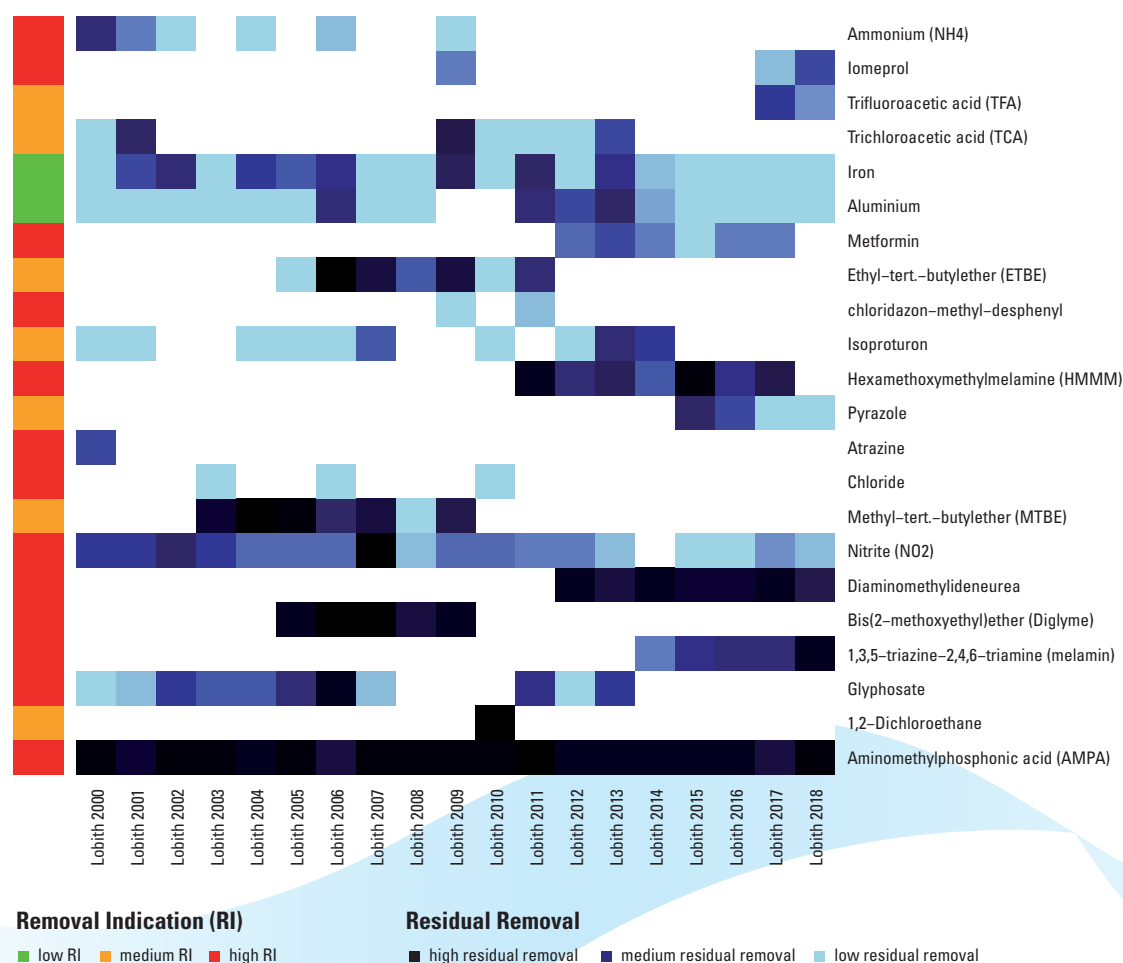 Ammonium (NH4)
Iomeprol
Trifluoroacetic acid (TFA)
Trichloroacetic acid (TCA)
Iron
Aluminium
Metformin
Ethyl–tert.–butylether (ETBE)
chloridazon–methyl–desphenyl
Isoproturon
Hexamethoxymethylmelamine (HMMM)
Pyrazole
Atrazine
Chloride
Methyl–tert.–butylether (MTBE)
Nitrite (NO2)
Diaminomethylideneurea
Bis(2–methoxyethyl)ether (Diglyme)
1,3,5–triazine–2,4,6–triamine (melamin)
Glyphosate
1,2–Dichloroethane
Aminomethylphosphonic acid (AMPA)
Lobith 2000
Lobith 2001
Lobith 2002
Lobith 2003
Lobith 2004
Lobith 2005
Lobith 2006
Lobith 2007
Lobith 2008
Lobith 2009
Lobith 2010
Lobith 2011
Lobith 2012
Lobith 2013
Lobith 2014
Lobith 2015
Lobith 2016
Lobith 2017
Lobith 2018
Removal Indication (RI)
low RI medium RI high RI
Residual Removal
high residual removal medium residual removal low residual removal